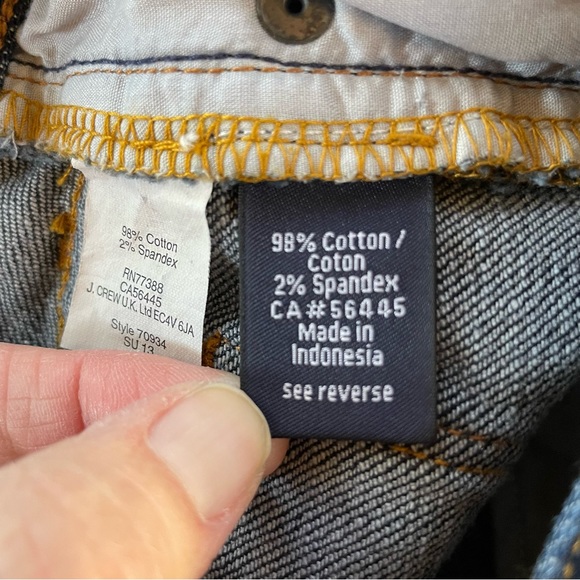 98% Cotton
2% Spandex
RN77388
CA56445
J. CREW U.K. Ltd EC4V 6JA
Style 70934
SU 13
98% Cotton /
Coton
2% Spandex
CA#56445
Made in
Indonesia
See reverse